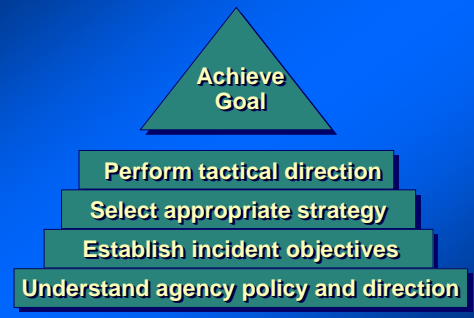 Achieve
Goal
Perform tactical direction
Select appropriate strategy
Establish incident objectives
Understand agency policy and direction